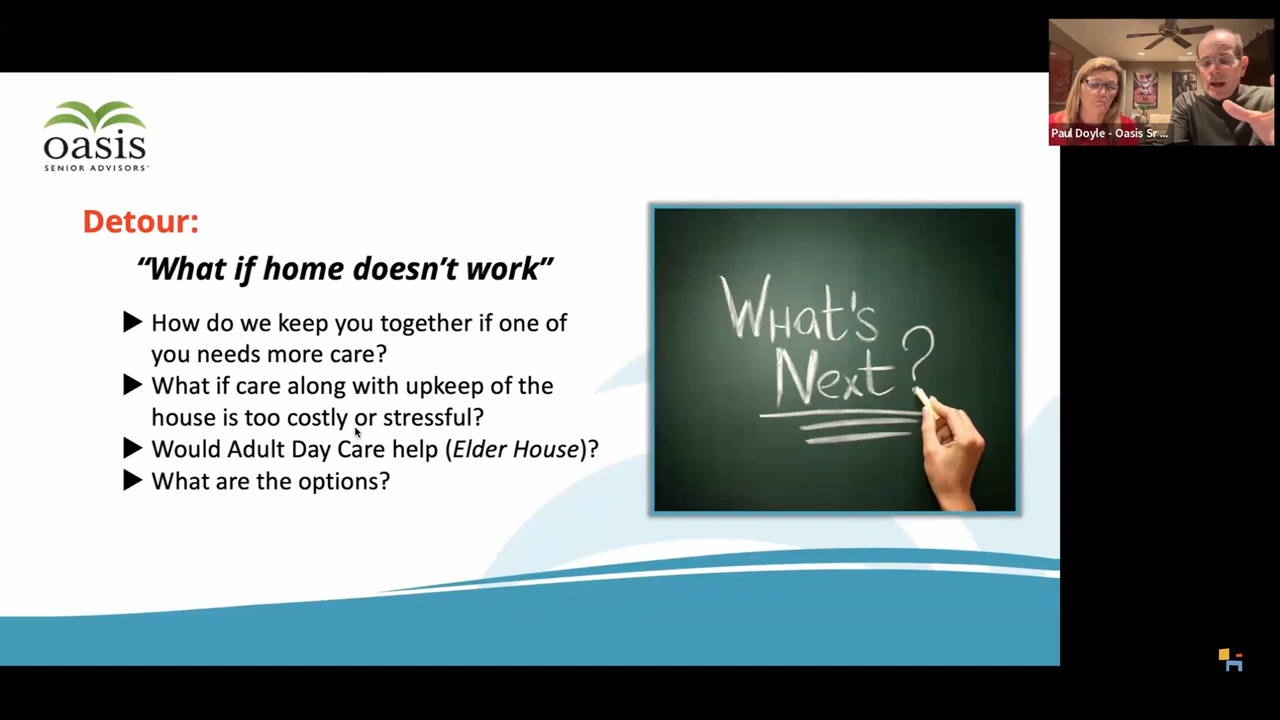 Paul Doyle - Oasis Sr ...
oasis
SENIOR ADVISORS
Detour:
“What if home doesn’t work”
How do we keep you together if one of
you needs more care?
What if care along with upkeep of the
house is too costly or stressful?
Would Adult Day Care help (Elder House)?
What are the options?
What's
Next?